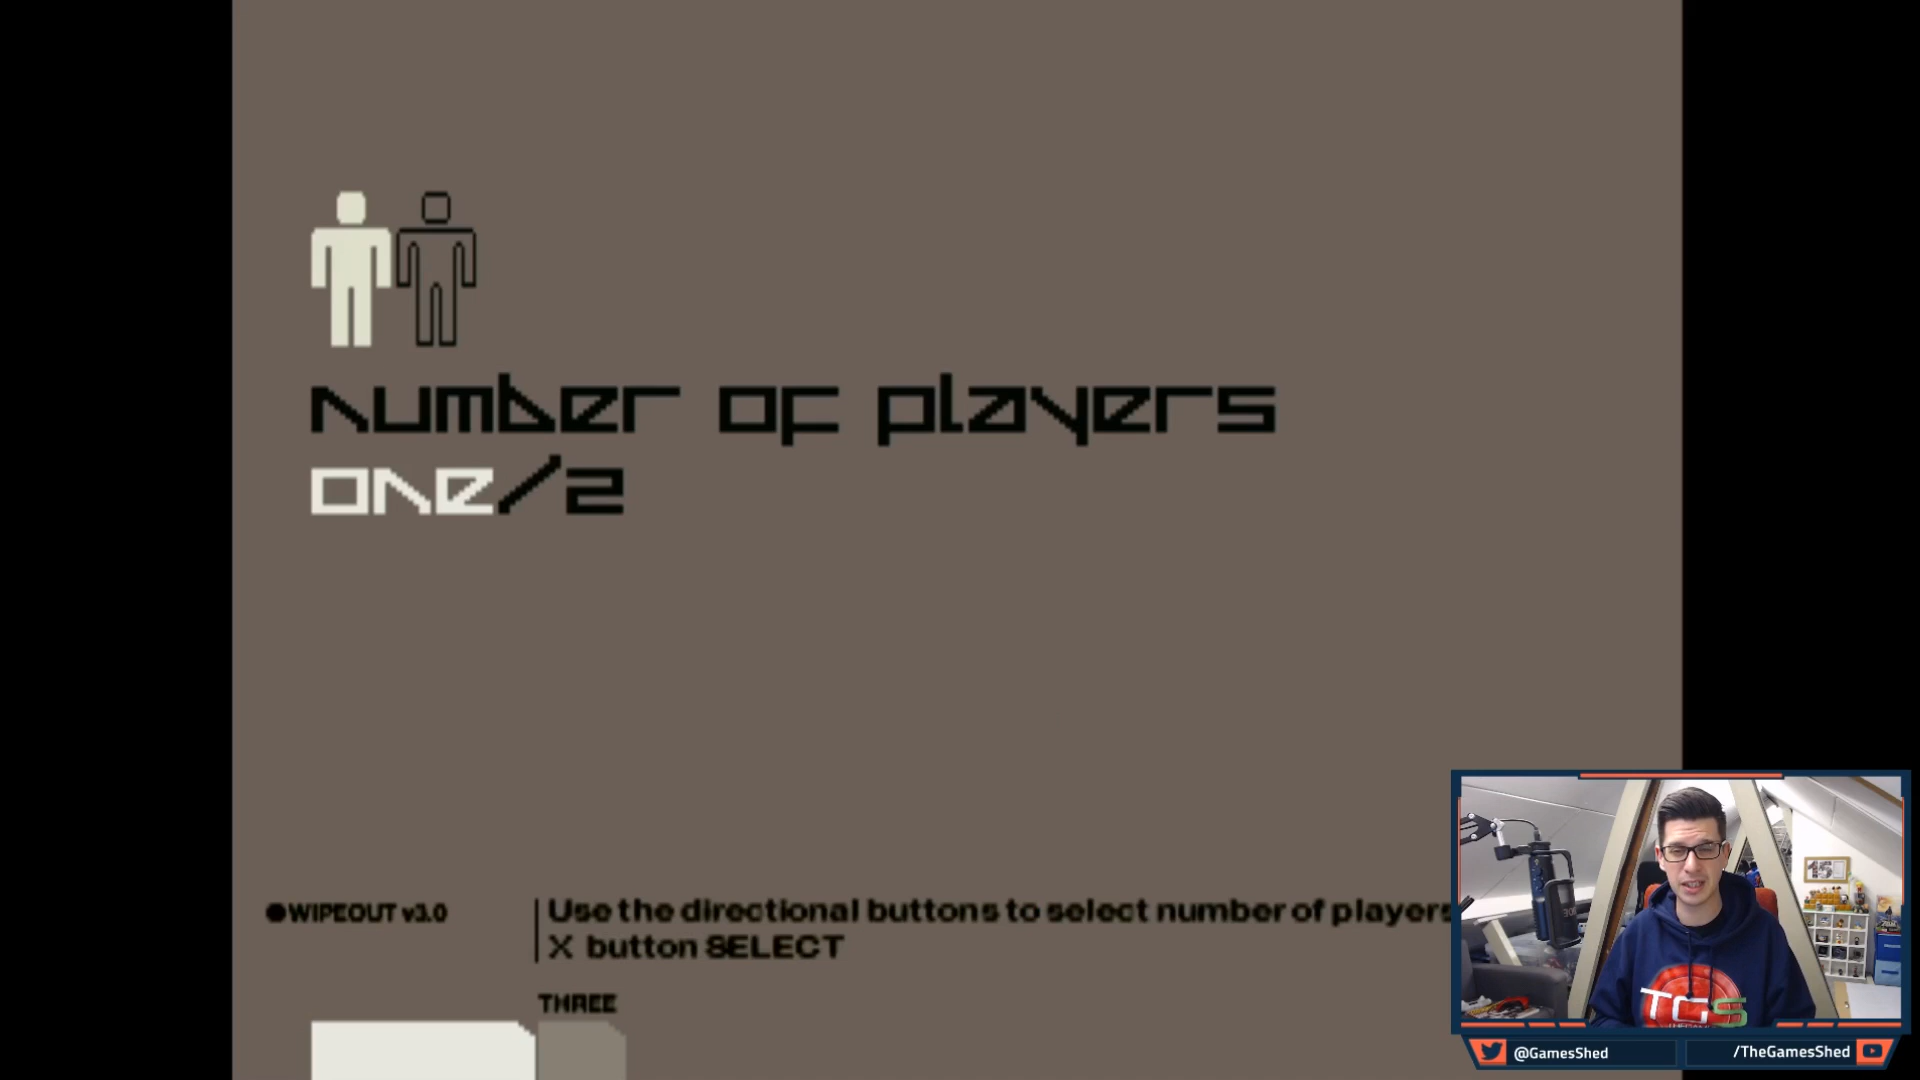 number of players
one/2
WIPEOUT v3.0
Use the directional buttons to select number of players
X button SELECT
THREE
TGS
@GamesShed
/TheGamesShed